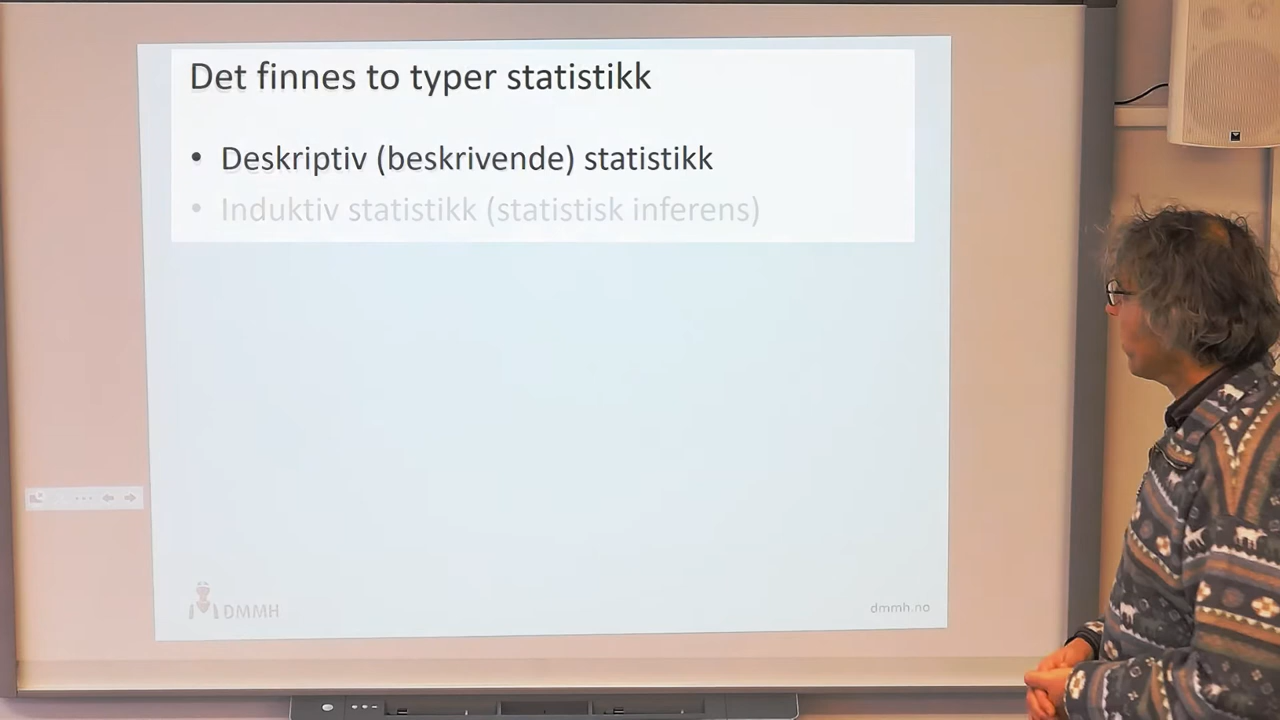 Det finnes to typer statistikk
• Deskriptiv (beskrivende) statistikk
• Induktiv statistikk (statistisk inferens)
DMMH
dmmh.no